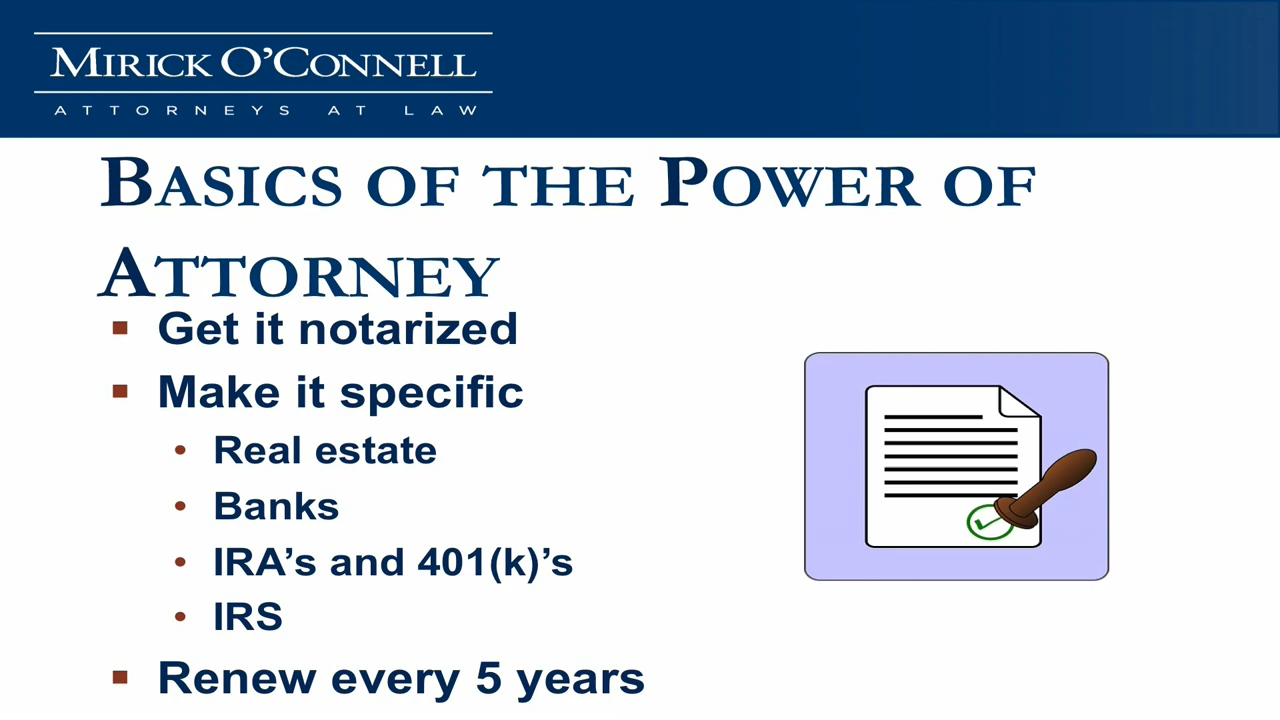 MIRICK O'CONNELL
ATTORNEYS AT LAW
BASICS OF THE POWER OF
ATTORNEY
▪ Get it notarized
▪ Make it specific
• Real estate
• Banks
• IRA's and 401(k)'s
• IRS
▪ Renew every 5 years